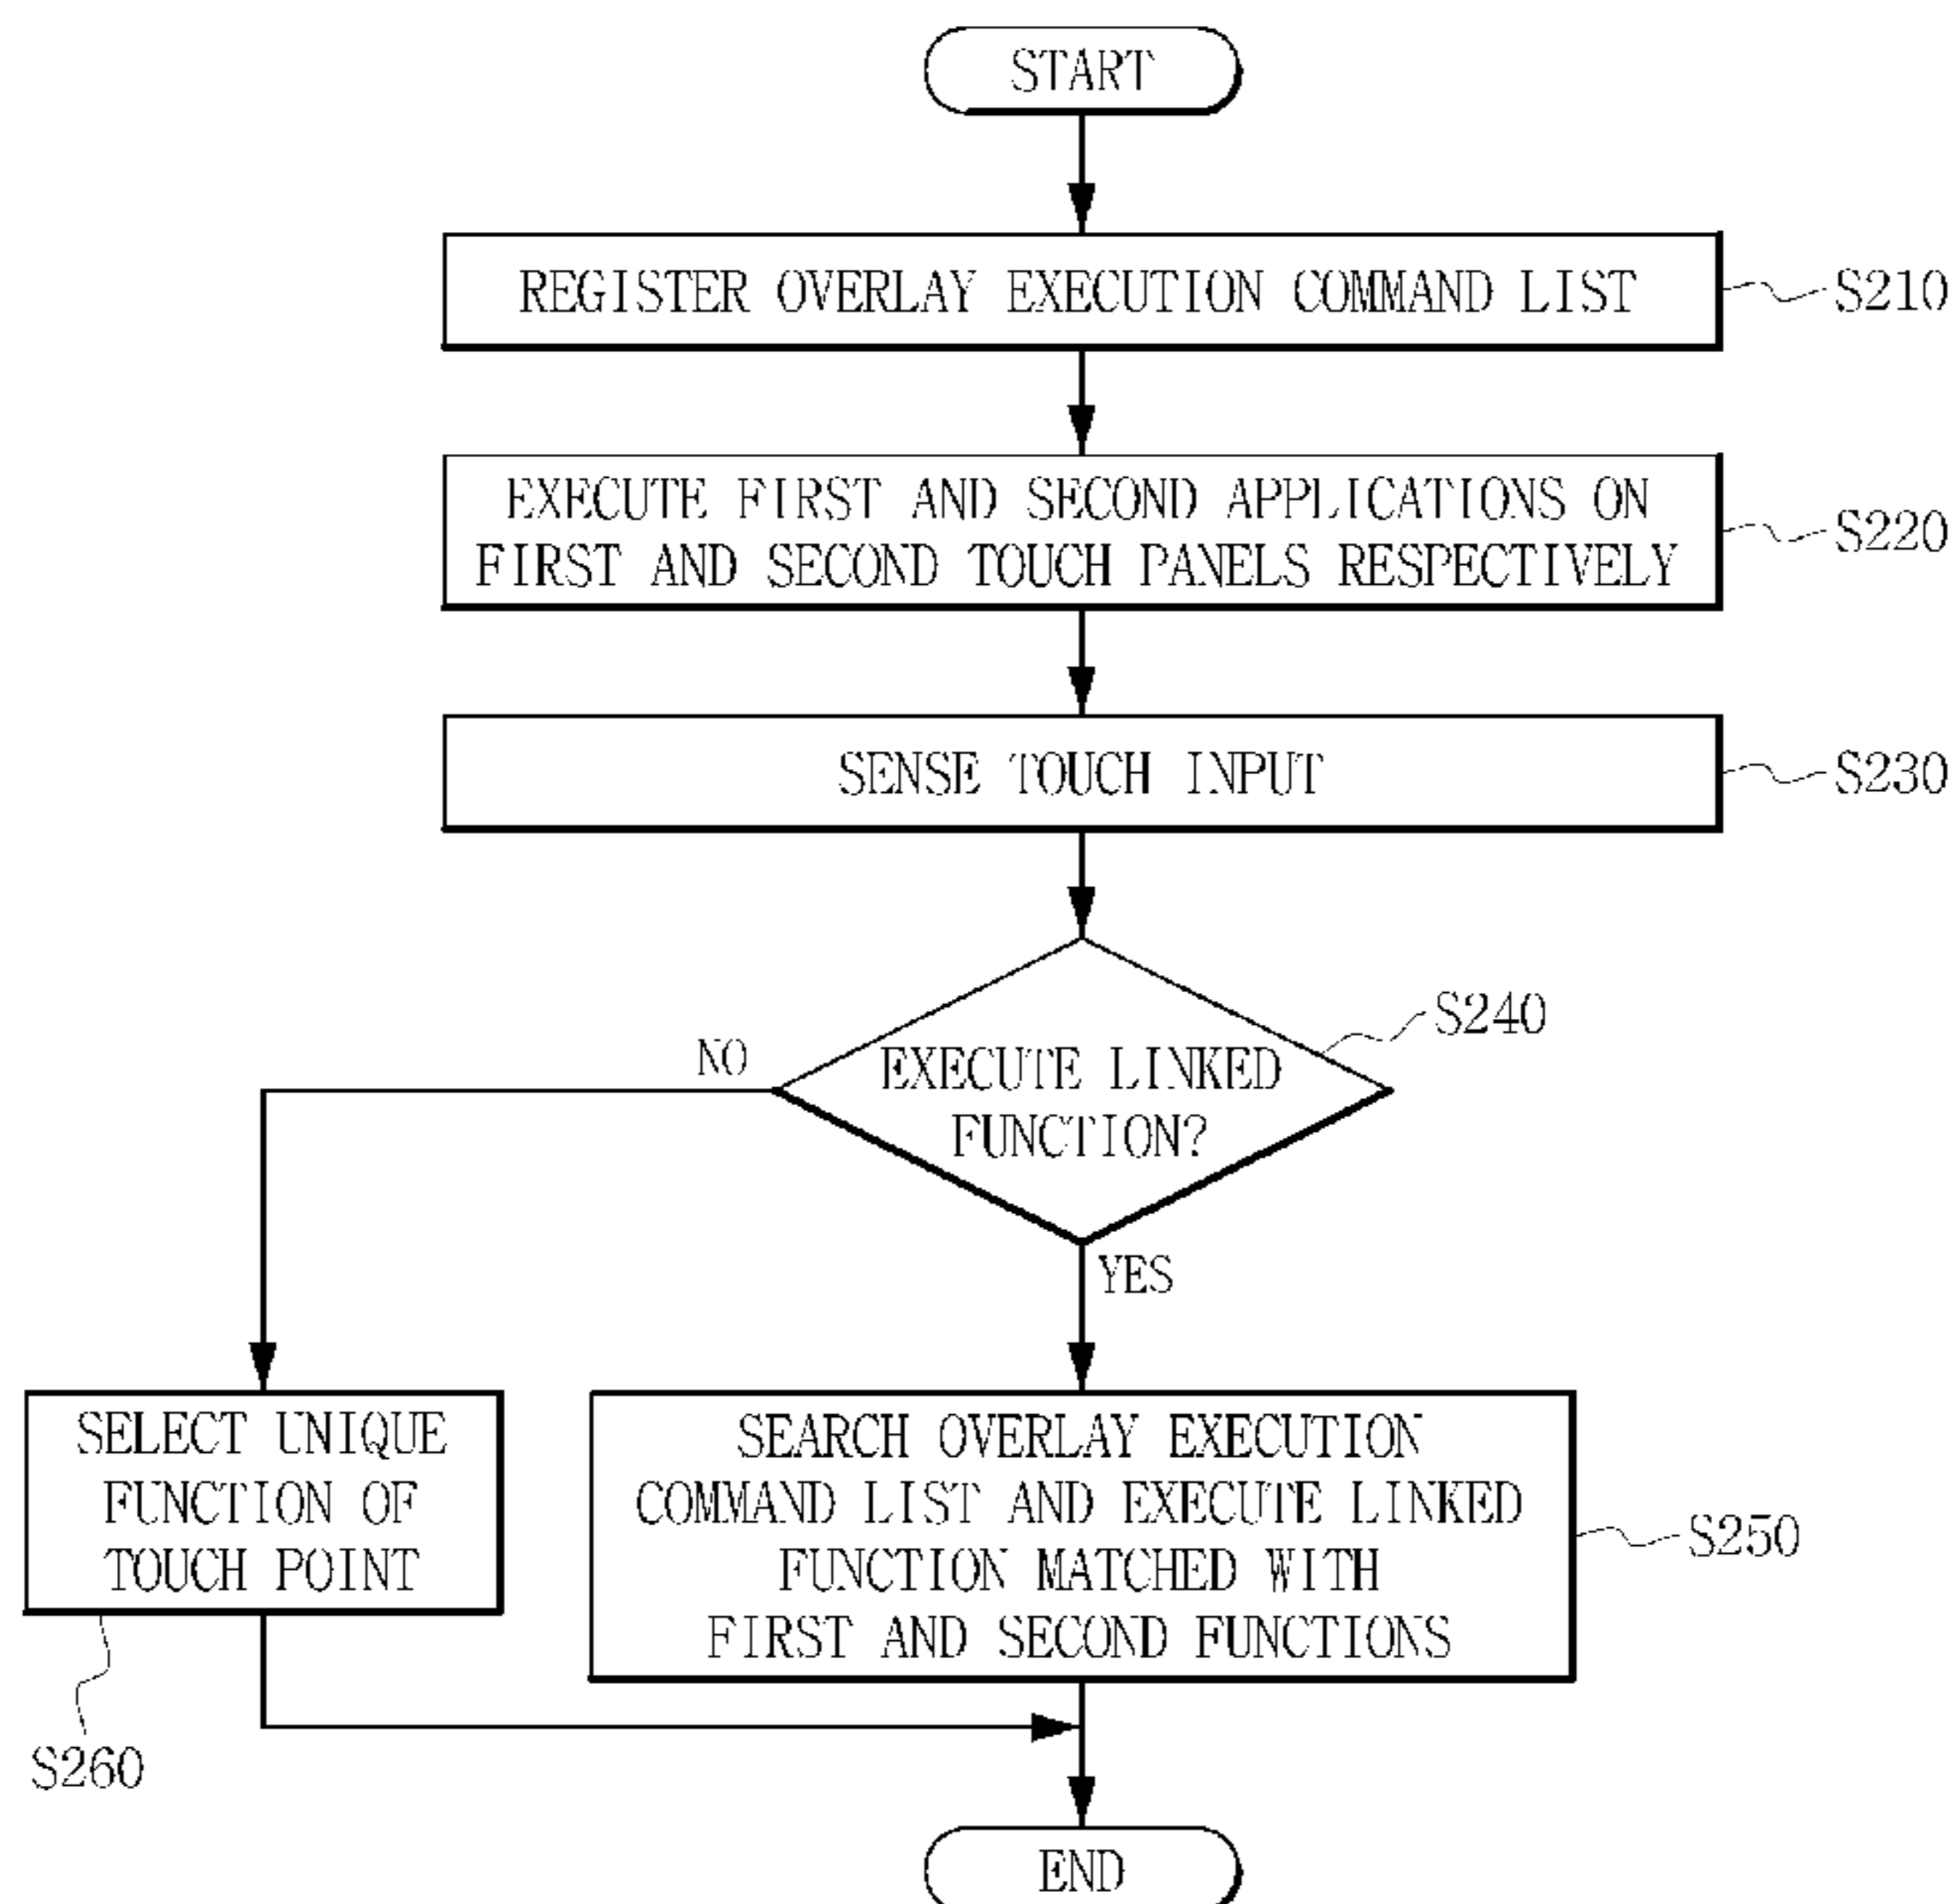 START
REGISTER OVERLAY EXECUTION COMMAND LIST
S210
EXECUTE FIRST AND SECOND APPLICATIONS ON
FIRST AND SECOND TOUCH PANELS RESPECTIVELY
S220
SENSE TOUCH INPUT
S230
S240
NO
EXECUTE LINKED
FUNCTION?
YES
SELECT UNIQUE
FUNCTION OF
TOUCH POINT
S260
SEARCH OVERLAY EXECUTION
COMMAND LIST AND EXECUTE LINKED
FUNCTION MATCHED WITH
FIRST AND SECOND FUNCTIONS
S250
END